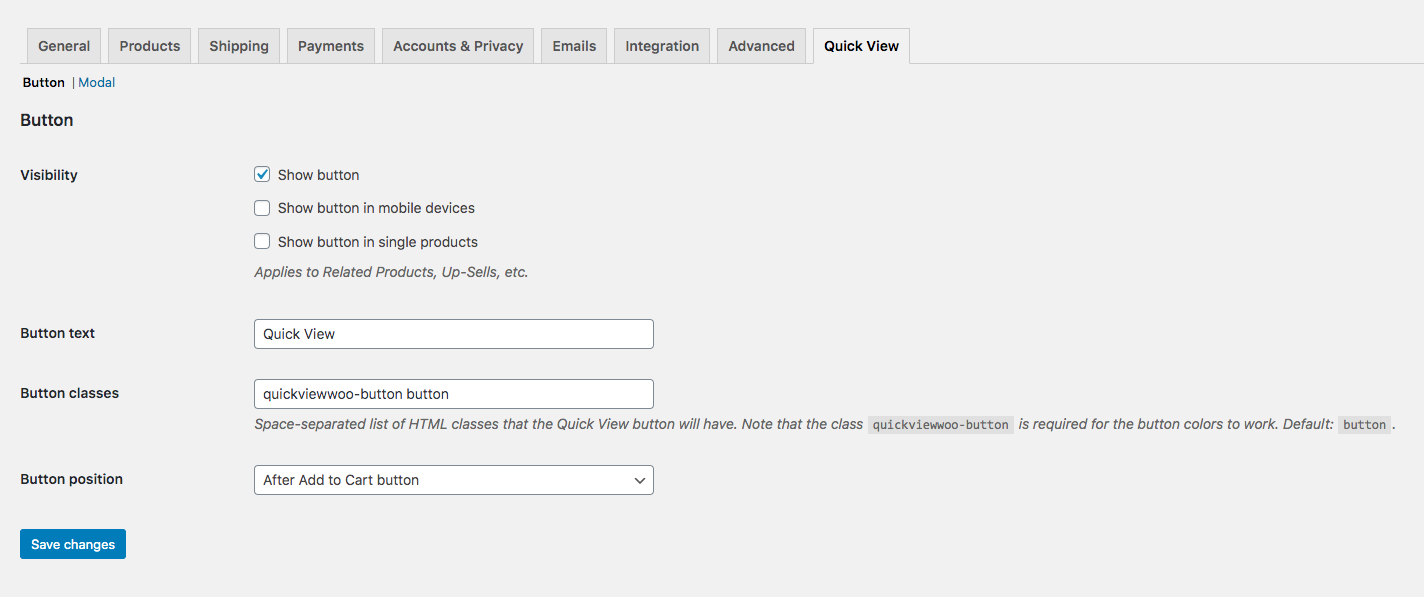 General Products Shipping Payments Accounts & Privacy Emails Integration Advanced Quick View
Button | Modal
Button
Visibility
Show button
Show button in mobile devices
Show button in single products
Applies to Related Products, Up-Sells, etc.
Button text
Quick View
Button classes
quickviewwoo-button button
Space-separated list of HTML classes that the Quick View button will have. Note that the class quickviewwoo-button is required for the button colors to work. Default: button .
Button position
After Add to Cart button
Save changes